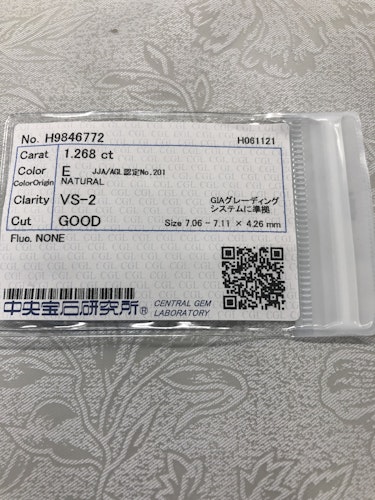 No. H9846772 H061121
Carat 1.268 ct
Color E JJA/AGL認定No.201
ColorOrigin NATURAL
Clarity VS-2 GIAグレーディング
システムに準拠
Cut GOOD Size 7.06 - 7.11 × 4.26 mm
Fluo. NONE
中央宝石研究所® CENTRAL GEM
LABORATORY